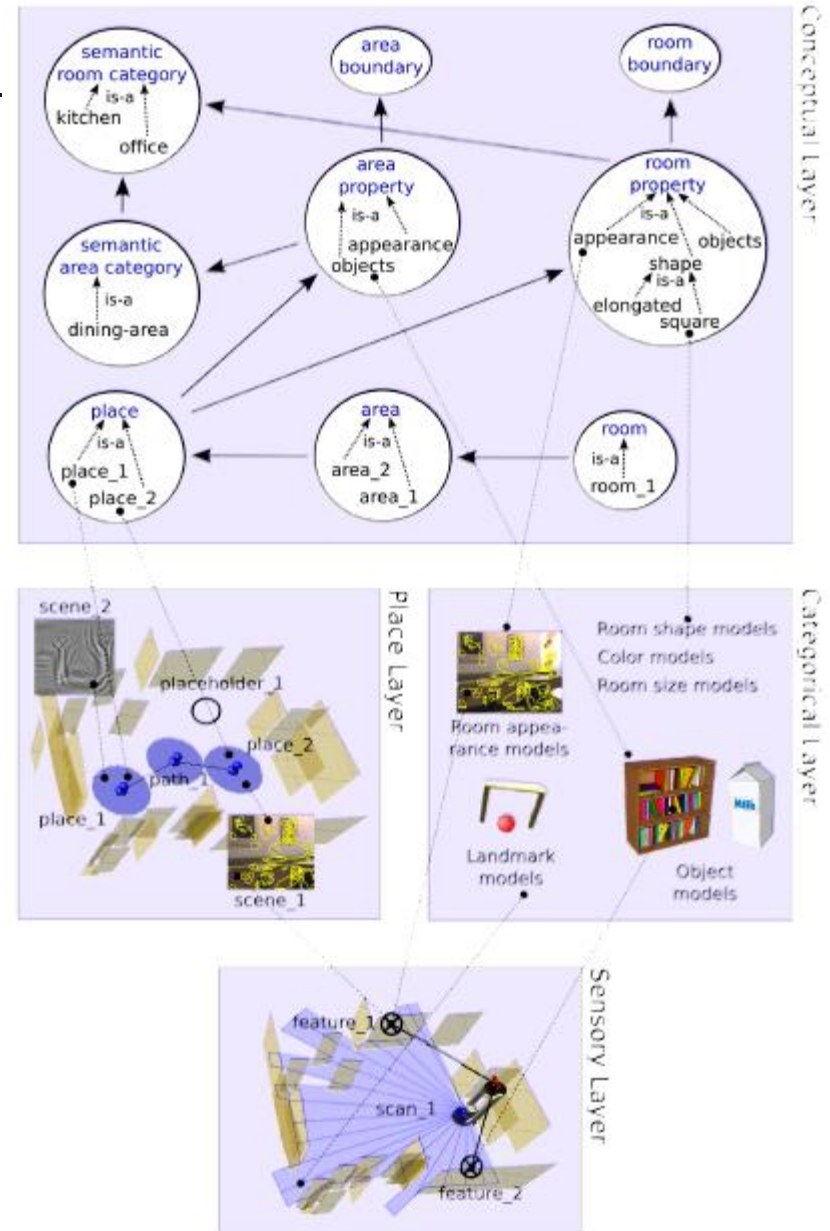 Conceptual Layer
semantic
room category
is-a
kitchen
office
area
boundary
room
boundary
area
property
is-a
appearance
objects
room
property
is-a
appearance
objects
shape
is-a
elongated
square
semantic
area category
is-a
dining-area
place
is-a
place_1
place_2
area
is-a
area_2
area_1
room
is-a
room_1
Place Layer
scene_2
placeholder_1
place_2
path_1
place_1
scene_1
Categorical Layer
Room shape models
Color models
Room size models
Room appea-
rance models
Landmark
models
Milk
Object
models
Sensory Layer
feature_1
scan_1
feature_2